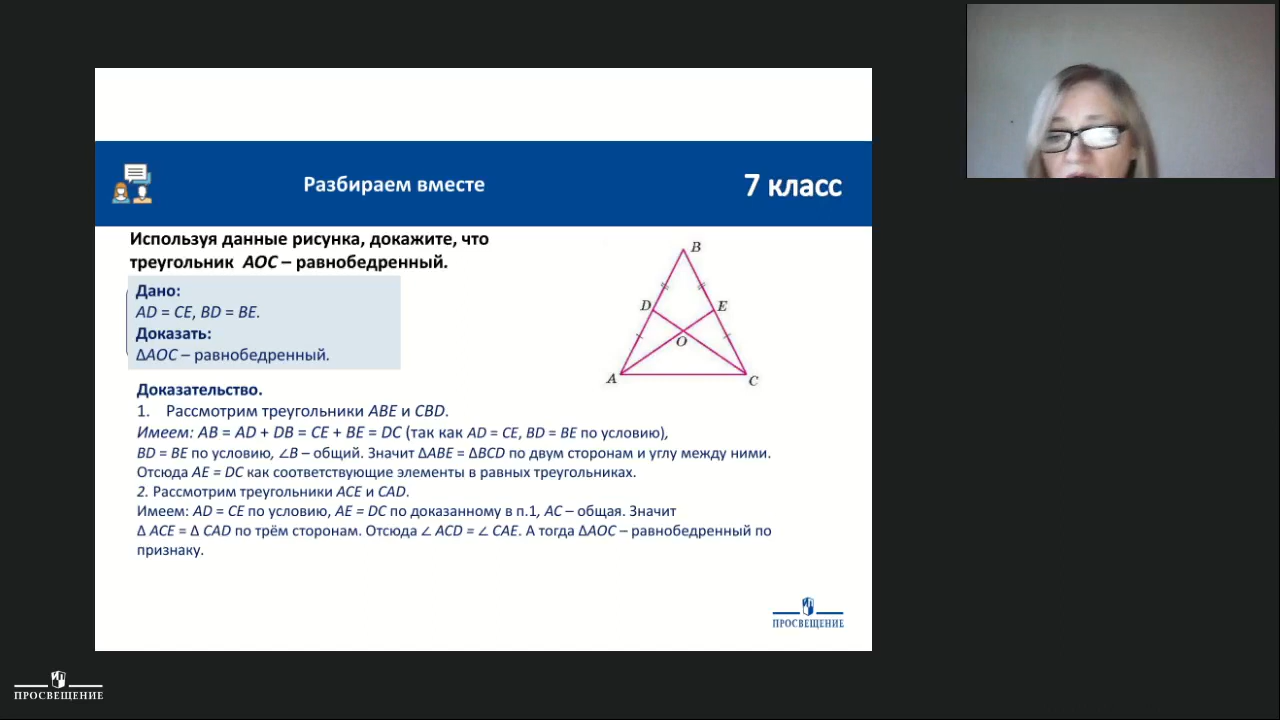 Разбираем вместе
7 класс
Используя данные рисунка, докажите, что
треугольник AOC – равнобедренный.
Дано:
AD = CE, BD = BE.
Доказать:
∆AOC – равнобедренный.
B
D
E
O
A
C
Доказательство.
1. Рассмотрим треугольники ABE и CBD.
Имеем: AB = AD + DB = CE + BE = DC (так как AD = CE, BD = BE по условию),
BD = BE по условию, ∠B – общий. Значит ∆ABE = ∆BCD по двум сторонам и углу между ними.
Отсюда AE = DC как соответствующие элементы в равных треугольниках.
2. Рассмотрим треугольники ACE и CAD.
Имеем: AD = CE по условию, AE = DC по доказанному в п.1, AC – общая. Значит
∆ ACE = ∆ CAD по трём сторонам. Отсюда ∠ ACD = ∠ CAE. А тогда ∆AOC – равнобедренный по
признаку.
ПРОСВЕЩЕНИЕ
ПРОСВЕЩЕНИЕ